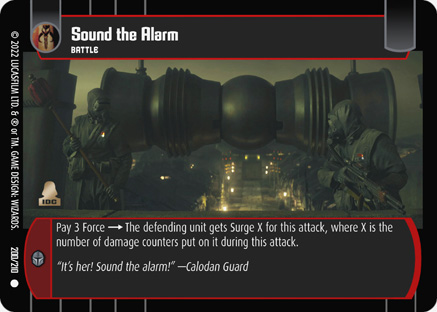 Sound the Alarm
BATTLE
© 2022 LUCASFILM LTD. & ® or TM. GAME DESIGN: WIZARDS.
200/210
IDC
Pay 3 Force → The defending unit gets Surge X for this attack, where X is the
number of damage counters put on it during this attack.
“It’s her! Sound the alarm!” —Calodan Guard